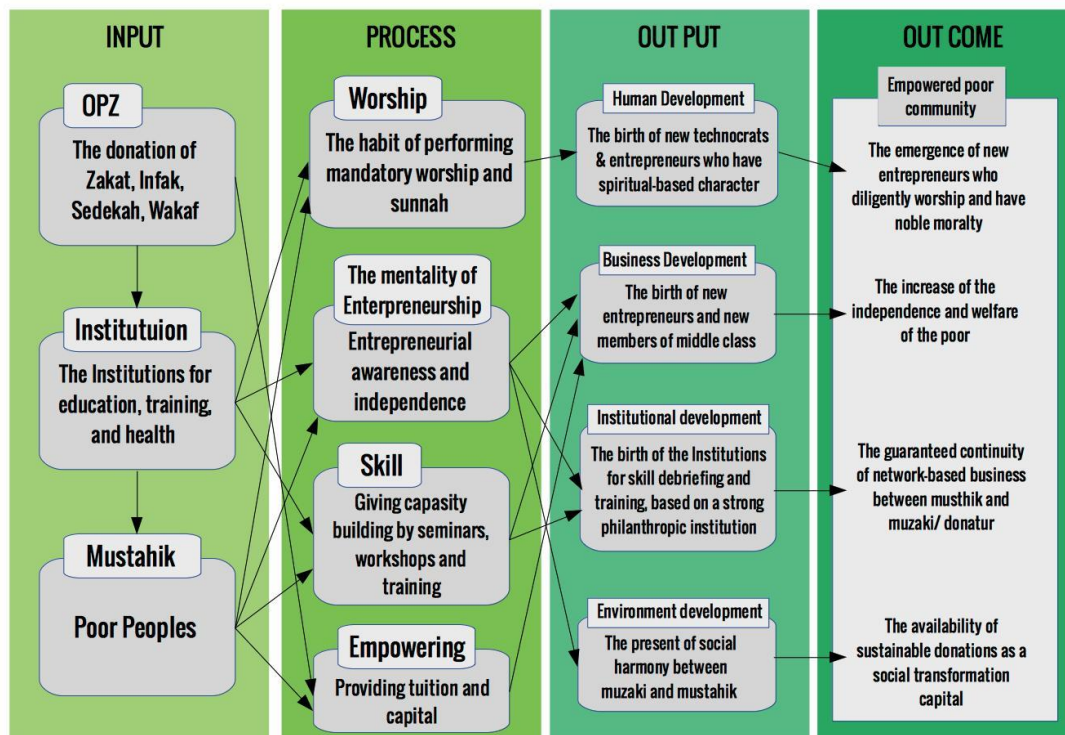 INPUT
OPZ
The donation of
Zakat, Infak,
Sedekah, Wakaf
Institutuion
The Institutions for
education, training,
and health
Mustahik
Poor Peoples
PROCESS
Worship
The habit of performing
mandatory worship and
sunnah
The mentality of
Enterpreneurship
Entrepreneurial
awareness and
independence
Skill
Giving capasity
building by seminars,
workshops and
training
Empowering
Providing tuition and
capital
OUT PUT
Human Development
The birth of new technocrats
& entrepreneurs who have
spiritual-based character
Business Development
The birth of new
entrepreneurs and new
members of middle class
Institutional development
The birth of the Institutions
for skill debriefing and
training, based on a strong
philanthropic institution
Environment development
The present of social
harmony between
muzaki and mustahik
OUT COME
Empowered poor
community
The emergence of new
entrepreneurs who
diligently worship and have
noble moralty
The increase of the
independence and welfare
of the poor
The guaranteed continuity
of network-based business
between musthik and
muzaki/ donatur
The availability of
sustainable donations as a
social transformation
capital